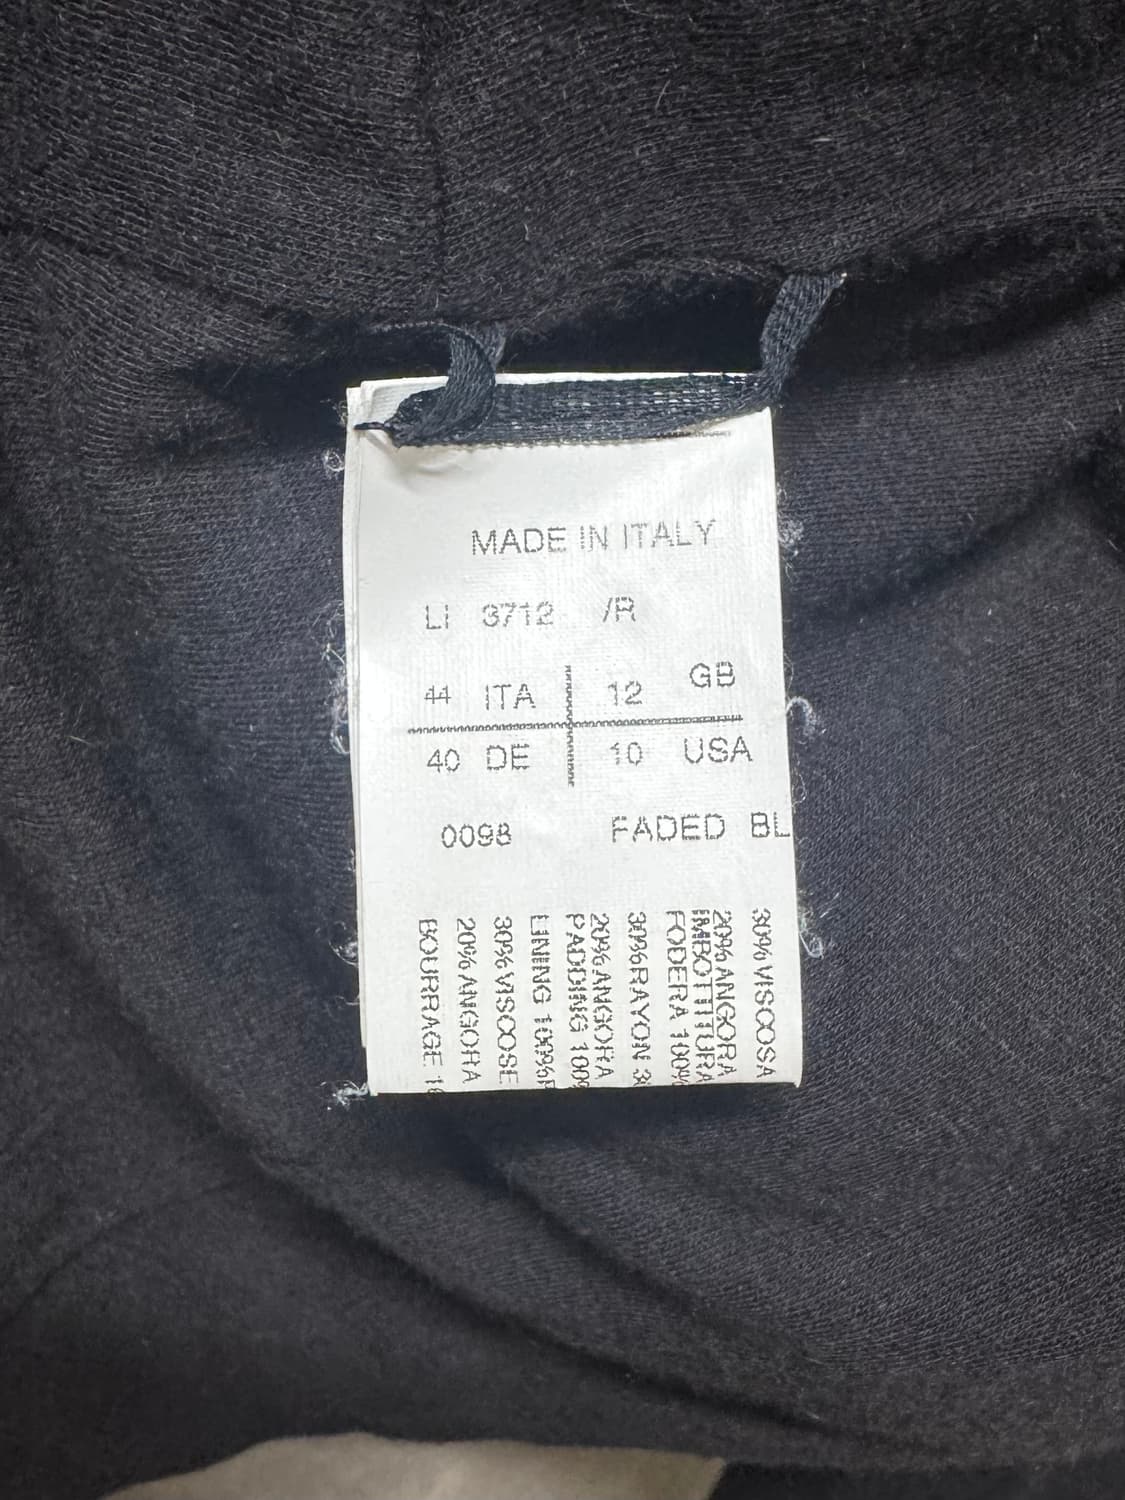 MADE IN ITALY
LI 3712 /R
44 ITA 12 GB
40 DE 10 USA
0098 FADED BL
30%VISCOSA
20%ANGORA
IMBOTTITURA
FODERA 100%
30%RAYON
20%ANGORA
PADDING 100%
LINING 100%
30%VISCOSE
20%ANGORA
BOURRAGE